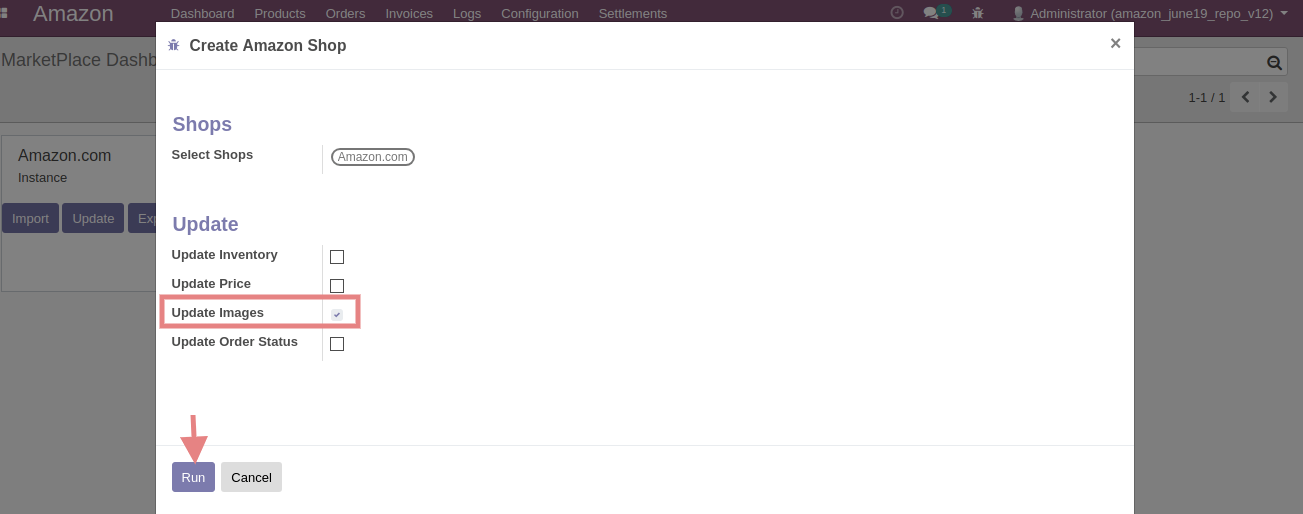 Amazon Dashboard Products Orders Invoices Logs Configuration Settlements 1 Administrator (amazon_june19_repo_v12)
Create Amazon Shop ×
MarketPlace Dashb
1-1 / 1
Shops
Select Shops Amazon.com
Amazon.com
Instance
Import Update Exp
Update
Update Inventory
Update Price
Update Images
Update Order Status
Run Cancel